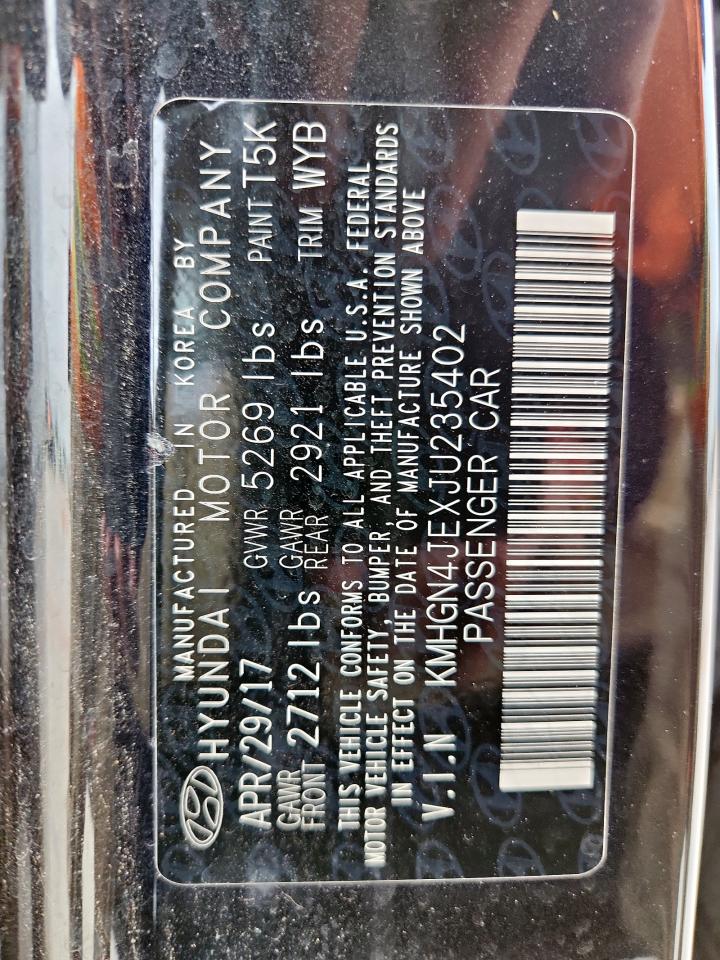 MANUFACTURED IN KOREA BY
HYUNDAI MOTOR COMPANY
APR/29/17 GVWR 5269 lbs PAINT T5K
GAWR FRONT 2712 lbs GAWR REAR 2921 lbs TRIM WYB
THIS VEHICLE CONFORMS TO ALL APPLICABLE U.S.A. FEDERAL
MOTOR VEHICLE SAFETY, BUMPER, AND THEFT PREVENTION STANDARDS
IN EFFECT ON THE DATE OF MANUFACTURE SHOWN ABOVE
V.I.N KMHGN4JEXJU235402
PASSENGER CAR